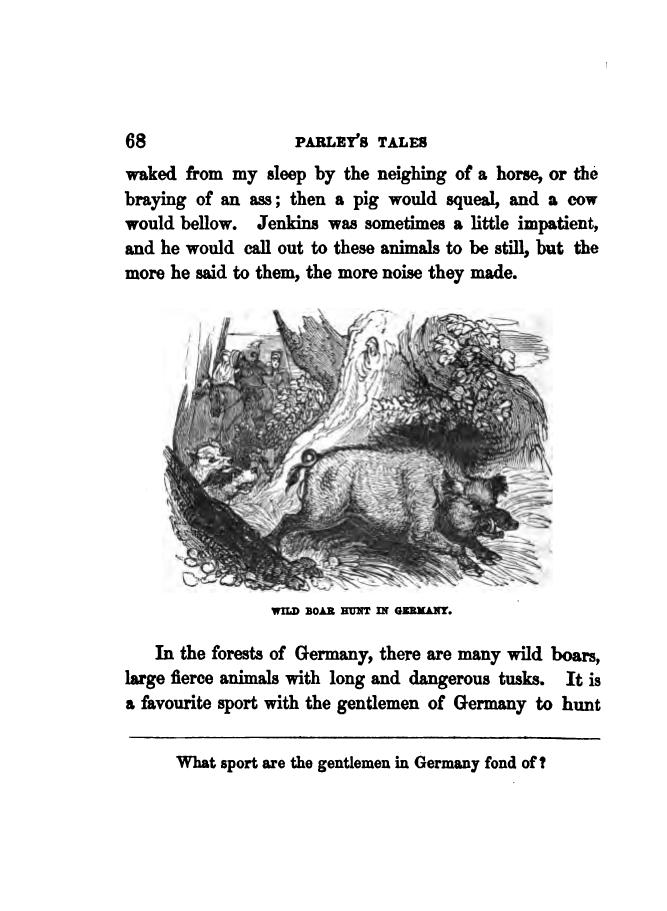 68 PARLEY'S TALES
waked from my sleep by the neighing of a horse, or the
braying of an ass; then a pig would squeal, and a cow
would bellow. Jenkins was sometimes a little impatient,
and he would call out to these animals to be still, but the
more he said to them, the more noise they made.
WILD BOAR HUNT IN GERMANY.
In the forests of Germany, there are many wild boars,
large fierce animals with long and dangerous tusks. It is
a favourite sport with the gentlemen of Germany to hunt
What sport are the gentlemen in Germany fond of?